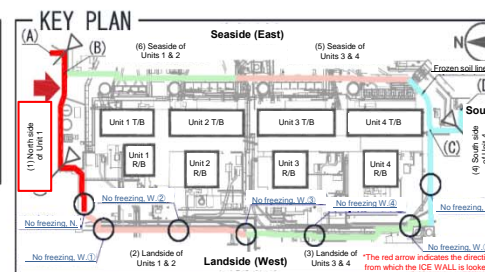 KEY PLAN
Seaside (East)
(A)
(B)
(6) Seaside of
Units 1 & 2
(5) Seaside of
Units 3 & 4
N
Frozen soil line
(1) North side
of Unit 1
Unit 1 T/B
Unit 2 T/B
Unit 3 T/B
Unit 4 T/B
Unit 1
R/B
Unit 2
R/B
Unit 3
R/B
Unit 4
R/B
(C)
(4) South side
No freezing, N.
No freezing, W.②
No freezing, W.③
No freezing, W.④
No freezing,
No freezing, W.①
No freezing, W.
(2) Landside of
Units 1 & 2
Landside (West)
(3) Landside of
Units 3 & 4
*The red arrow indicates the
from which the ICE WALL is